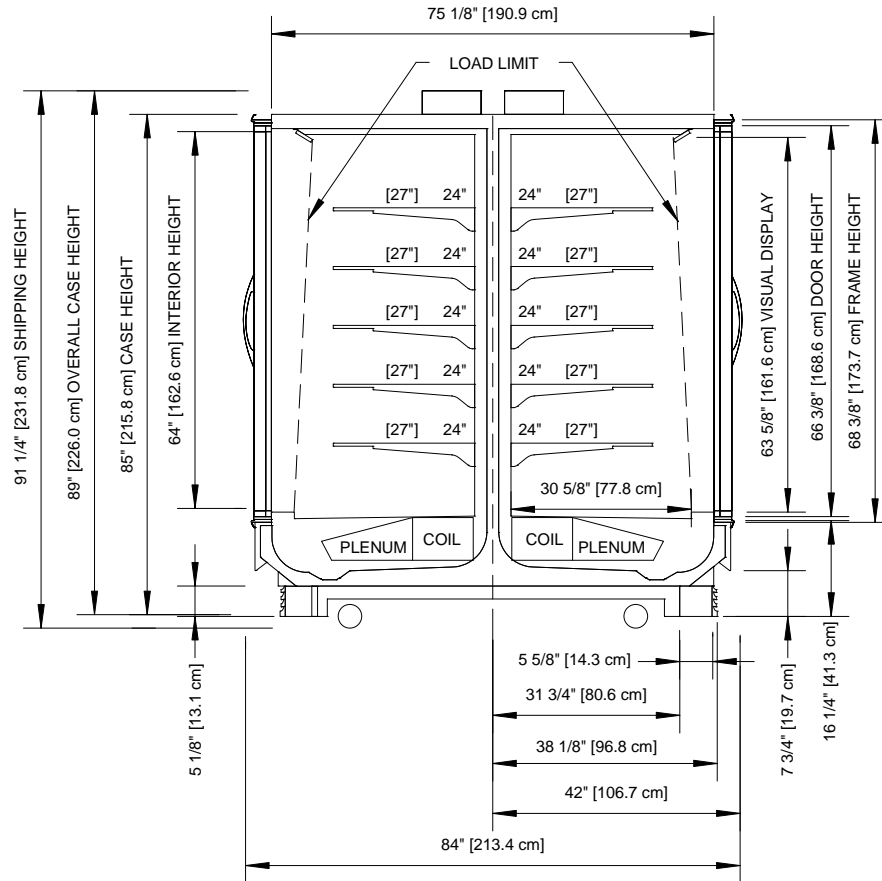 75 1/8" [190.9 cm]
LOAD LIMIT
91 1/4" [231.8 cm] SHIPPING HEIGHT
89" [226.0 cm] OVERALL CASE HEIGHT
85" [215.8 cm] CASE HEIGHT
64" [162.6 cm] INTERIOR HEIGHT
[27"] 24" 24" [27"]
[27"] 24" 24" [27"]
[27"] 24" 24" [27"]
[27"] 24" 24" [27"]
[27"] 24" 24" [27"]
63 5/8" [161.6 cm] VISUAL DISPLAY
66 3/8" [168.6 cm] DOOR HEIGHT
68 3/8" [173.7 cm] FRAME HEIGHT
30 5/8" [77.8 cm]
PLENUM COIL COIL PLENUM
5 1/8" [13.1 cm]
5 5/8" [14.3 cm]
31 3/4" [80.6 cm]
38 1/8" [96.8 cm]
42" [106.7 cm]
84" [213.4 cm]
7 3/4" [19.7 cm]
16 1/4" [41.3 cm]